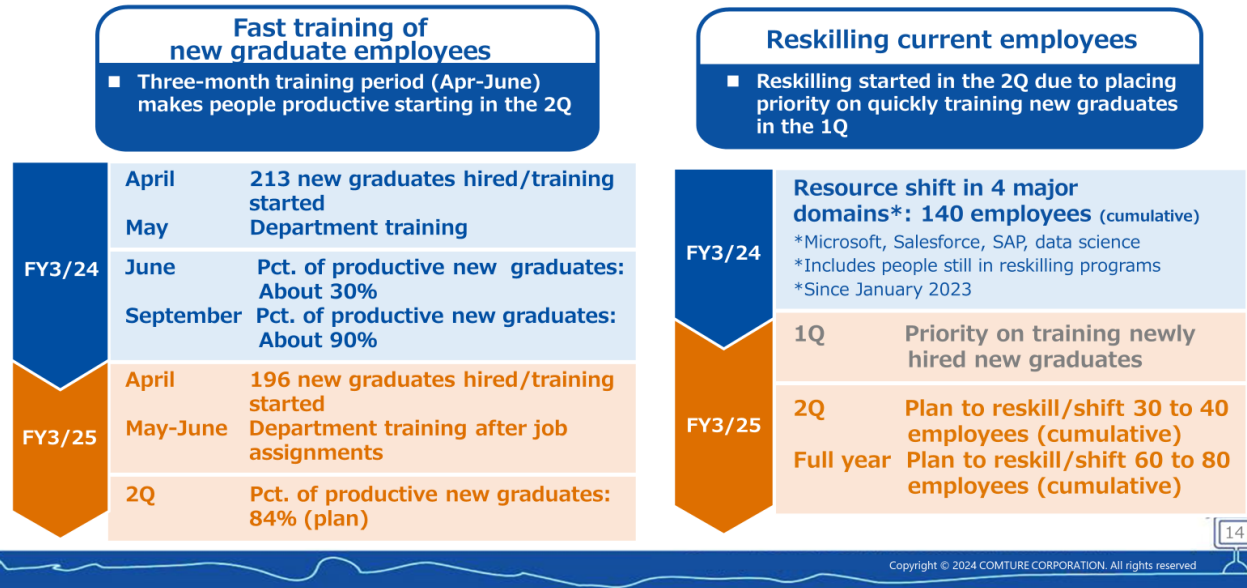 Fast training of
new graduate employees
■ Three-month training period (Apr-June)
makes people productive starting in the 2Q
FY3/24
April 213 new graduates hired/training
started
May Department training
June Pct. of productive new graduates:
About 30%
September Pct. of productive new graduates:
About 90%
FY3/25
April 196 new graduates hired/training
started
May-June Department training after job
assignments
2Q Pct. of productive new graduates:
84% (plan)
Reskilling current employees
■ Reskilling started in the 2Q due to placing
priority on quickly training new graduates
in the 1Q
FY3/24
Resource shift in 4 major
domains*: 140 employees (cumulative)
*Microsoft, Salesforce, SAP, data science
*Includes people still in reskilling programs
*Since January 2023
FY3/25
1Q Priority on training newly
hired new graduates
2Q Plan to reskill/shift 30 to 40
employees (cumulative)
Full year Plan to reskill/shift 60 to 80
employees (cumulative)
14
Copyright © 2024 COMTURE CORPORATION. All rights reserved